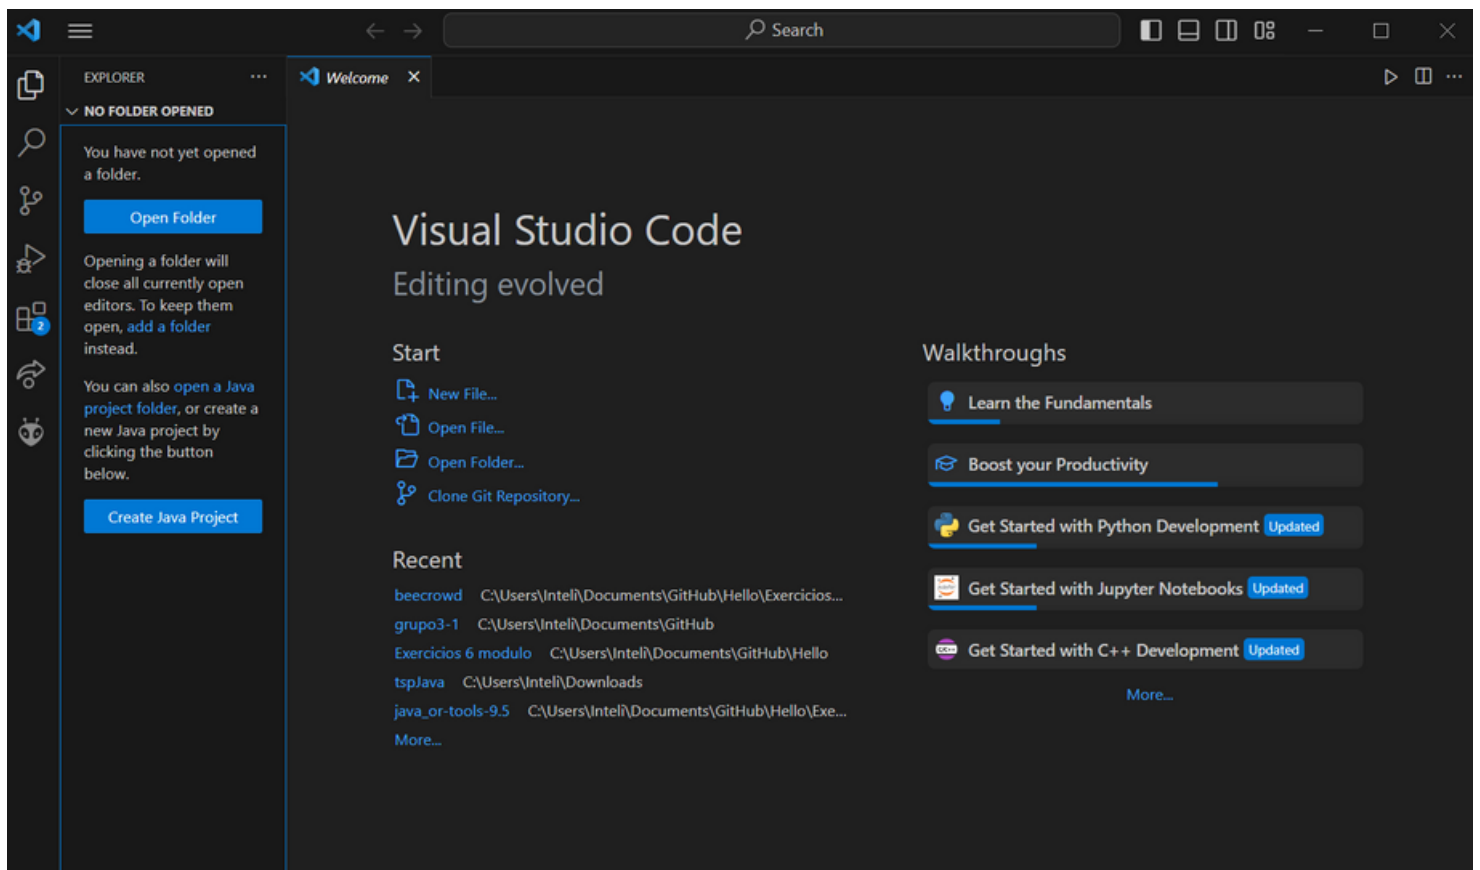 Search
EXPLORER
Welcome
NO FOLDER OPENED
You have not yet opened
a folder.
Open Folder
Opening a folder will
close all currently open
editors. To keep them
open, add a folder
instead.
You can also open a Java
project folder, or create a
new Java project by
clicking the button
below.
Create Java Project
2
Visual Studio Code
Editing evolved
Start
New File...
Open File...
Open Folder...
Clone Git Repository...
Recent
beecrowd C:\Users\Inteli\Documents\GitHub\Hello\Exercicios...
grupo3-1 C:\Users\Inteli\Documents\GitHub
Exercicios 6 modulo C:\Users\Inteli\Documents\GitHub\Hello
tspJava C:\Users\Inteli\Downloads
java_or-tools-9.5 C:\Users\Inteli\Documents\GitHub\Hello\Exe...
More...
Walkthroughs
Learn the Fundamentals
Boost your Productivity
Get Started with Python Development Updated
Get Started with Jupyter Notebooks Updated
Get Started with C++ Development Updated
More...